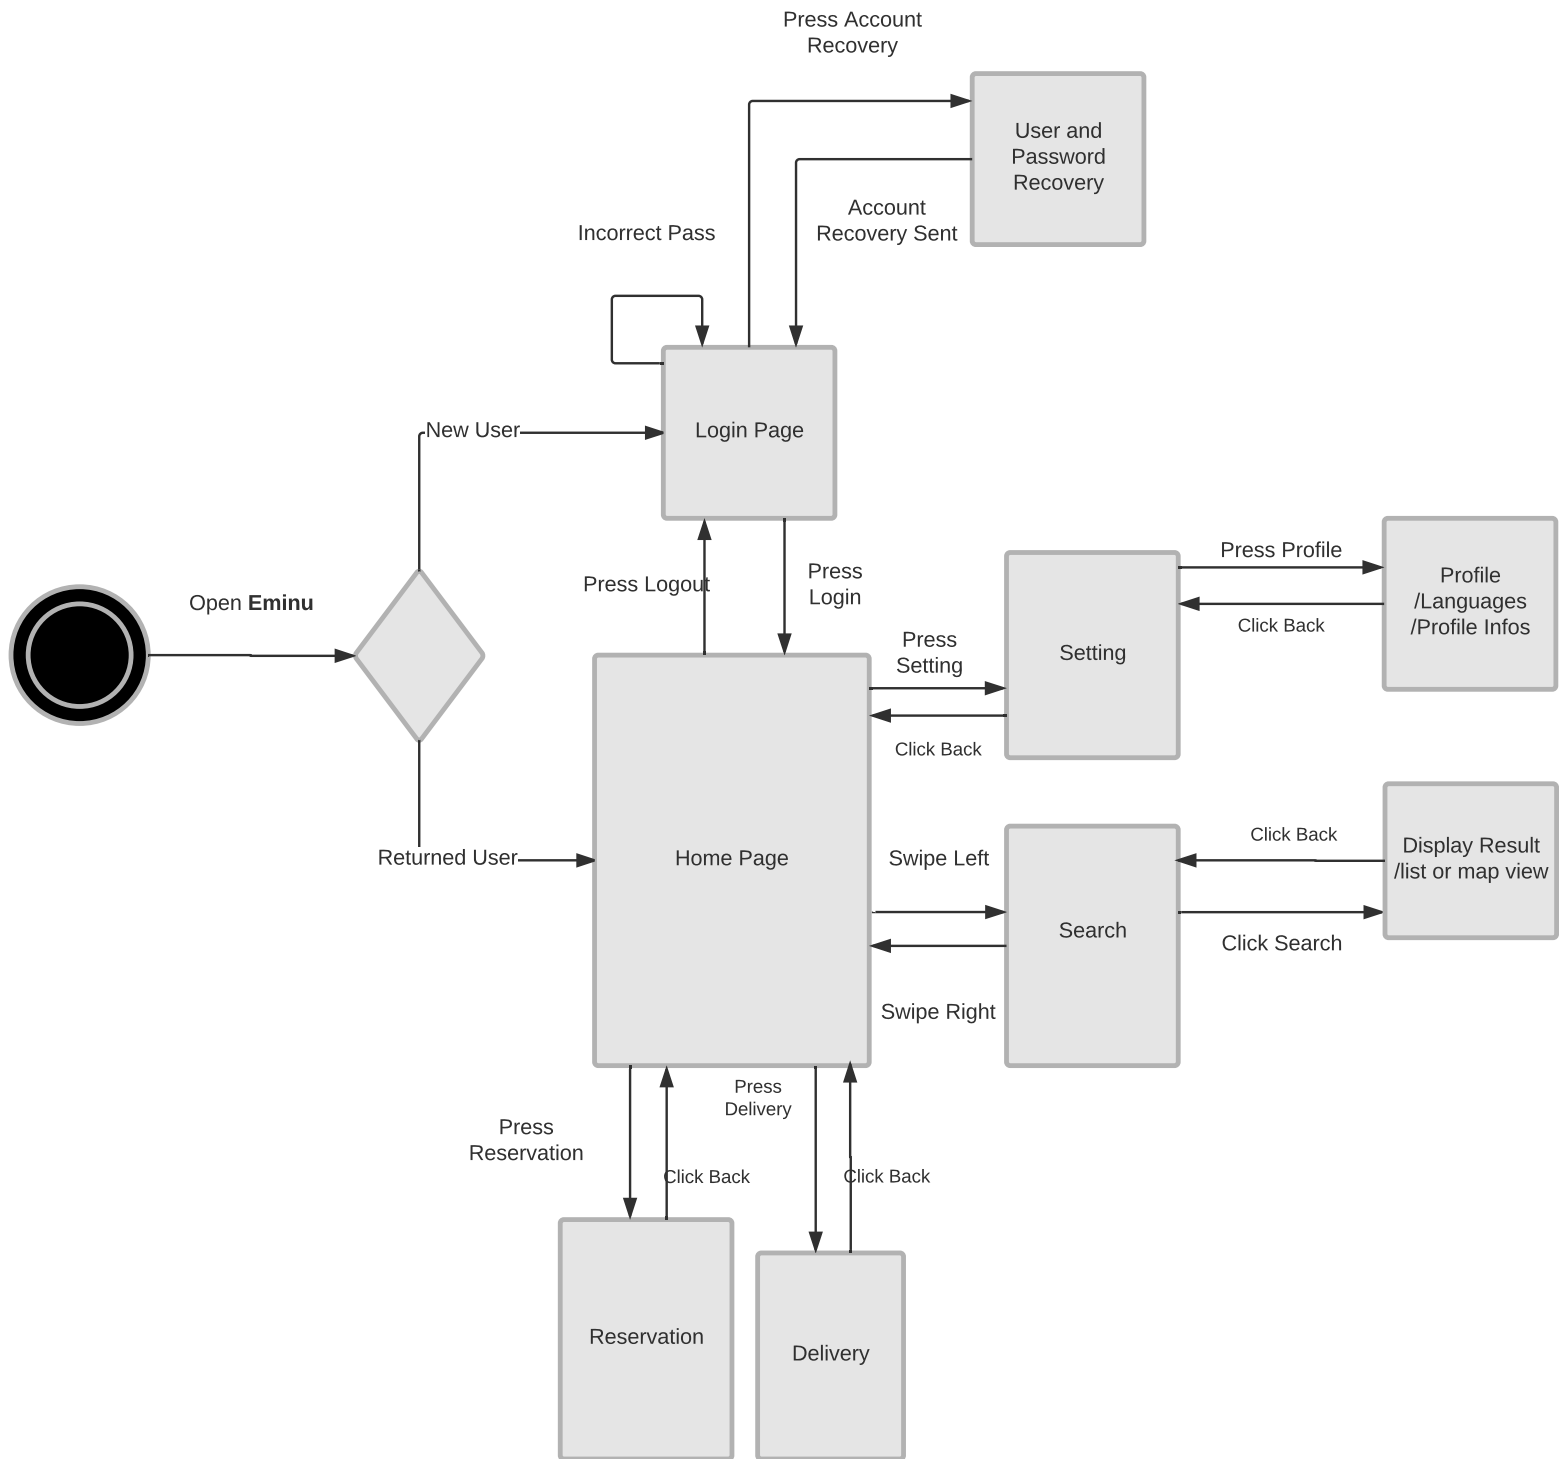 Press Account
Recovery
User and
Password
Recovery
Account
Recovery Sent
Incorrect Pass
New User
Login Page
Press Logout
Press
Login
Open Eminu
Press
Setting
Setting
Press Profile
Profile
/Languages
/Profile Infos
Click Back
Click Back
Returned User
Home Page
Swipe Left
Search
Click Back
Display Result
/list or map view
Click Search
Swipe Right
Press
Delivery
Press
Reservation
Click Back
Click Back
Reservation
Delivery